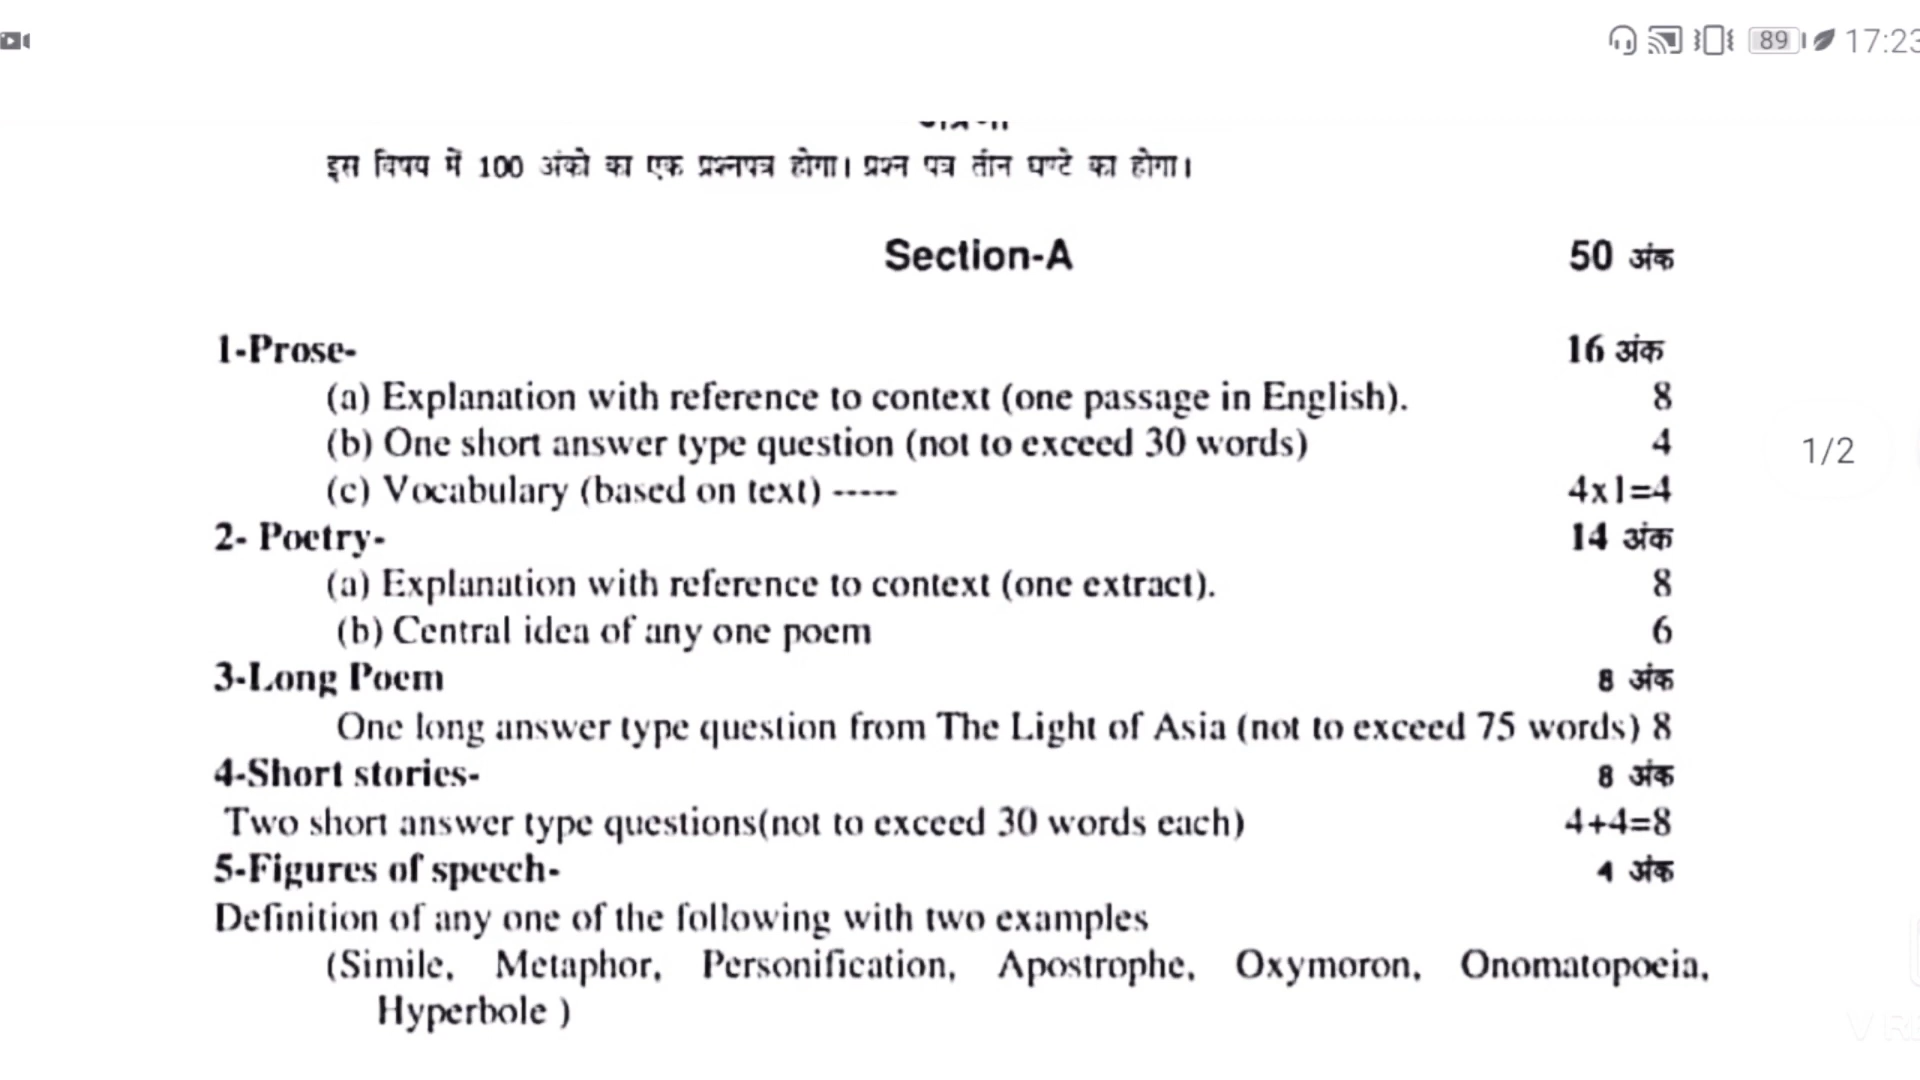 89 17:23
इस विषय में 100 अंको का एक प्रश्नपत्र होगा। प्रश्न पत्र तीन घण्टे का होगा।
Section-A 50 अंक
1-Prose- 16 अंक
(a) Explanation with reference to context (one passage in English). 8
(b) One short answer type question (not to exceed 30 words) 4
1/2
(c) Vocabulary (based on text) ----- 4x1=4
2- Poetry- 14 अंक
(a) Explanation with reference to context (one extract). 8
(b) Central idea of any one poem 6
3-Long Poem 8 अंक
One long answer type question from The Light of Asia (not to exceed 75 words) 8
4-Short stories- 8 अंक
Two short answer type questions(not to exceed 30 words each) 4+4=8
5-Figures of speech- 4 अंक
Definition of any one of the following with two examples
(Simile, Metaphor, Personification, Apostrophe, Oxymoron, Onomatopoeia,
Hyperbole )